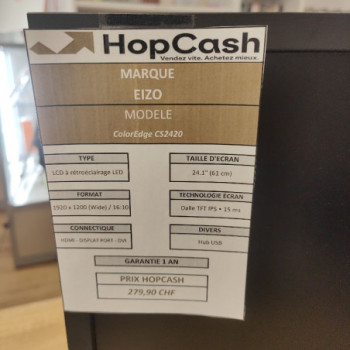 HopCash
Vendez vite. Achetez mieux.
MARQUE
EIZO
MODELE
ColorEdge CS2420
TYPE
LCD à rétroéclairage LED
TAILLE D'ECRAN
24.1" (61 cm)
FORMAT
1920 x 1200 (Wide) / 16:10
TECHNOLOGIE ECRAN
Dalle TFT IPS • 15 ms
CONNECTIQUE
HDMI - DISPLAY PORT - DVI
DIVERS
Hub USB
GARANTIE 1 AN
PRIX HOPCASH
279,90 CHF